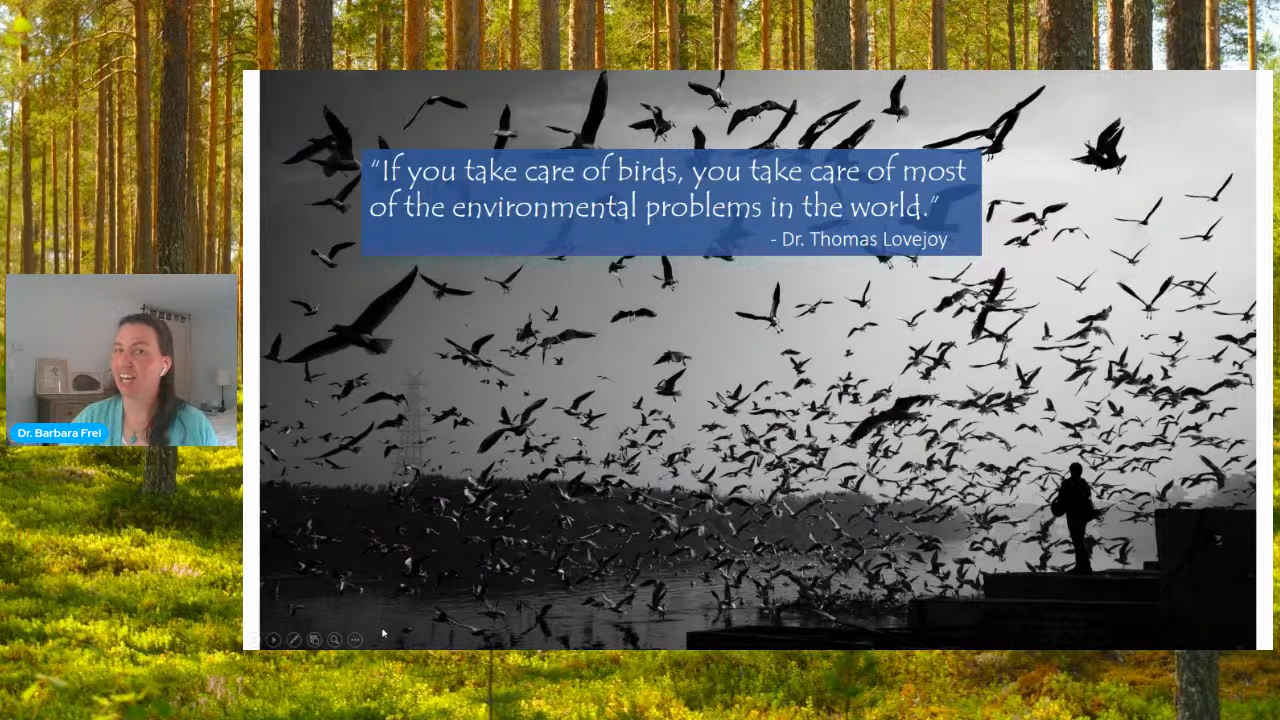 “If you take care of birds, you take care of most
of the environmental problems in the world.”
- Dr. Thomas Lovejoy
Dr. Barbara Frei